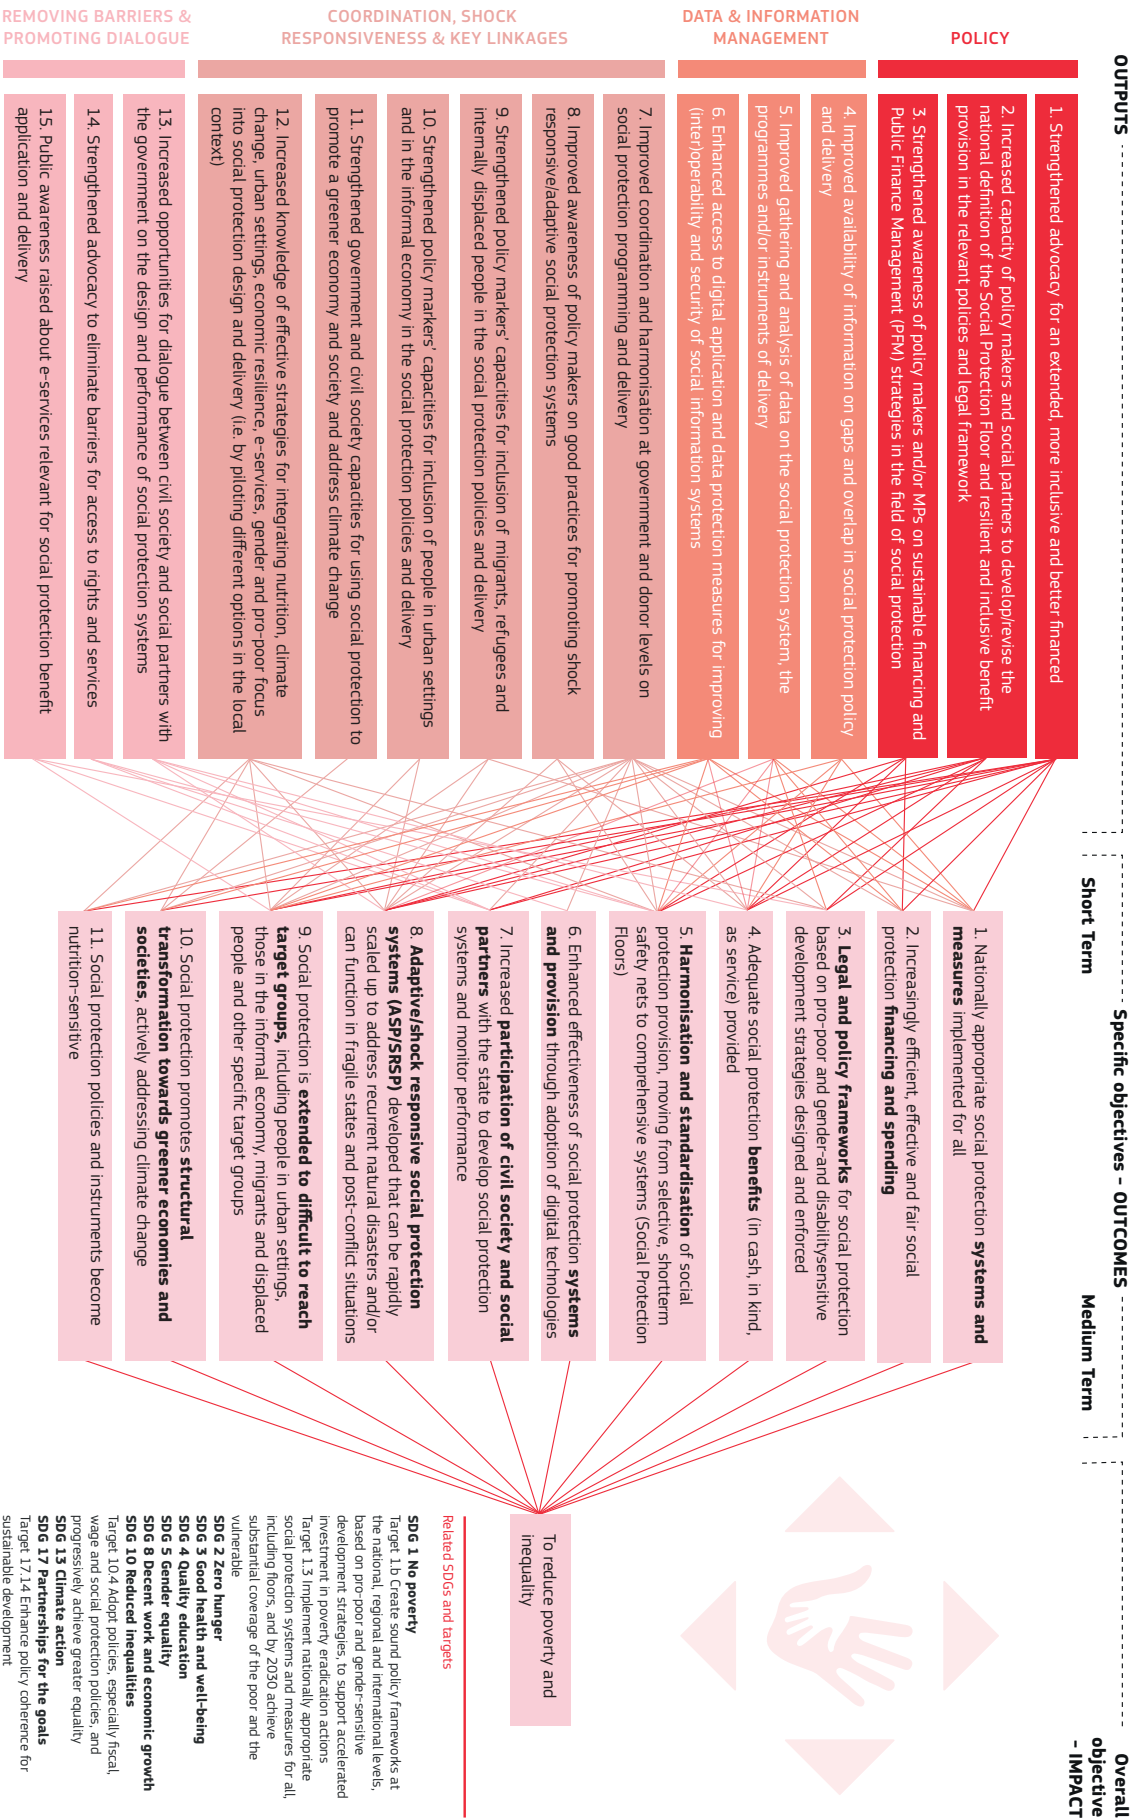 OUTPUTS
Specific objectives – OUTCOMES
Short Term
Medium Term
Overall
objective
– IMPACT
POLICY
1. Strengthened advocacy for an extended, more inclusive and better financed
2. Increased capacity of policy makers and social partners to develop/revise the
national definition of the Social Protection Floor and resilient and inclusive benefit
provision in the relevant policies and legal framework
3. Strengthened awareness of policy makers and/or MPs on sustainable financing and
Public Finance Management (PFM) strategies in the field of social protection
DATA & INFORMATION
MANAGEMENT
4. Improved availability of information on gaps and overlap in social protection policy
and delivery
5. Improved gathering and analysis of data on the social protection system, the
programmes and/or instruments of delivery
6. Enhanced access to digital application and data protection measures for improving
(inter)operability and security of social information systems
COORDINATION, SHOCK
RESPONSIVENESS & KEY LINKAGES
7. Improved coordination and harmonisation at government and donor levels on
social protection programming and delivery
8. Improved awareness of policy makers on good practices for promoting shock
responsive/adaptive social protection systems
9. Strengthened policy markers’ capacities for inclusion of migrants, refugees and
internally displaced people in the social protection policies and delivery
10. Strengthened policy markers’ capacities for inclusion of people in urban settings
and in the informal economy in the social protection policies and delivery
11. Strengthened government and civil society capacities for using social protection to
promote a greener economy and society and address climate change
12. Increased knowledge of effective strategies for integrating nutrition, climate
change, urban settings, economic resilience, e-services, gender and pro-poor focus
into social protection design and delivery (i.e. by piloting different options in the local
context)
REMOVING BARRIERS &
PROMOTING DIALOGUE
13. Increased opportunities for dialogue between civil society and social partners with
the government on the design and performance of social protection systems
14. Strengthened advocacy to eliminate barriers for access to rights and services
15. Public awareness raised about e-services relevant for social protection benefit
application and delivery
1. Nationally appropriate social protection systems and
measures implemented for all
2. Increasingly efficient, effective and fair social
protection financing and spending
3. Legal and policy frameworks for social protection
based on pro-poor and gender-and disabilitysensitive
development strategies designed and enforced
4. Adequate social protection benefits (in cash, in kind,
as service) provided
5. Harmonisation and standardisation of social
protection provision, moving from selective, shortterm
safety nets to comprehensive systems (Social Protection
Floors)
6. Enhanced effectiveness of social protection systems
and provision through adoption of digital technologies
7. Increased participation of civil society and social
partners with the state to develop social protection
systems and monitor performance
8. Adaptive/shock responsive social protection
systems (ASP/SRSP) developed that can be rapidly
scaled up to address recurrent natural disasters and/or
can function in fragile states and post-conflict situations
9. Social protection is extended to difficult to reach
target groups, including people in urban settings,
those in the informal economy, migrants and displaced
people and other specific target groups
10. Social protection promotes structural
transformation towards greener economies and
societies, actively addressing climate change
11. Social protection policies and instruments become
nutrition-sensitive
To reduce poverty and
inequality
Related SDGs and targets
SDG 1 No poverty
Target 1.b Create sound policy frameworks at
the national, regional and international levels,
based on pro-poor and gender-sensitive
development strategies, to support accelerated
investment in poverty eradication actions
Target 1.3 Implement nationally appropriate
social protection systems and measures for all,
including floors, and by 2030 achieve
substantial coverage of the poor and the
vulnerable
SDG 2 Zero hunger
SDG 3 Good health and well-being
SDG 4 Quality education
SDG 5 Gender equality
SDG 8 Decent work and economic growth
SDG 10 Reduced inequalities
Target 10.4 Adopt policies, especially fiscal,
wage and social protection policies, and
progressively achieve greater equality
SDG 13 Climate action
SDG 17 Partnerships for the goals
Target 17.14 Enhance policy coherence for
sustainable development